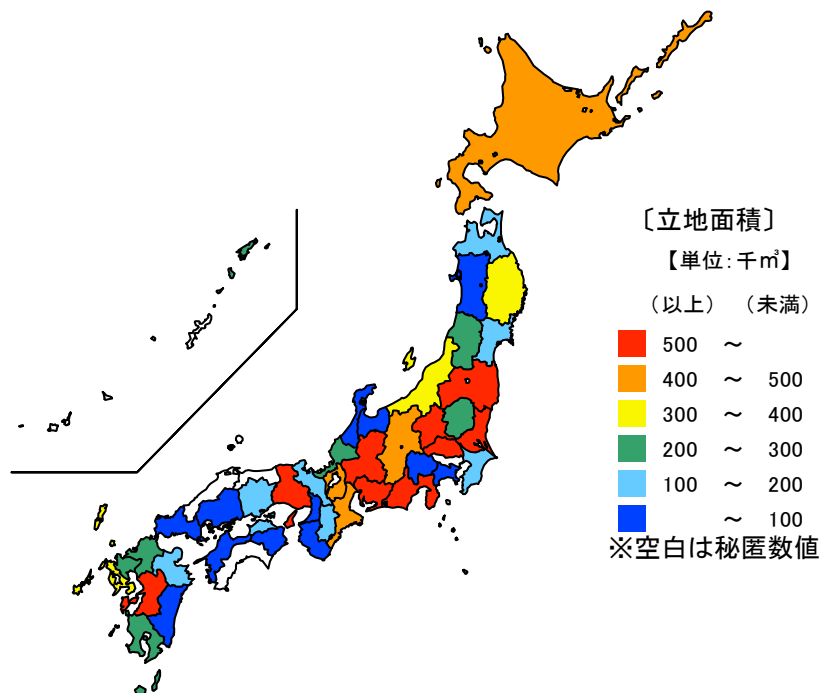 〔立地面積〕
【単位:千㎡】
（以上） （未満）
500 ～
400 ～ 500
300 ～ 400
200 ～ 300
100 ～ 200
～ 100
※空白は秘匿数値